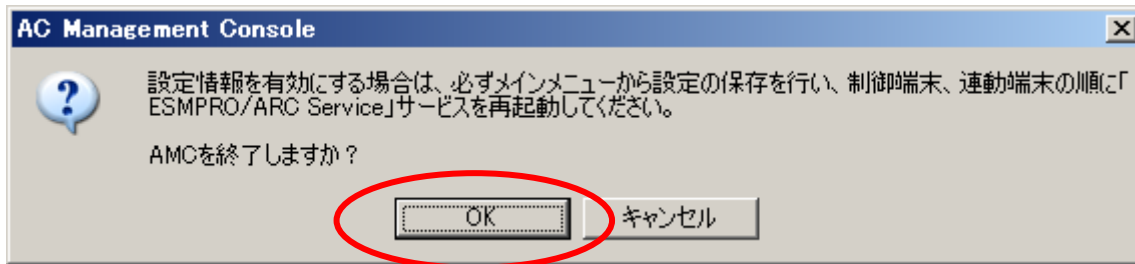 AC Management Console
設定情報を有効にする場合は、必ずメインメニューから設定の保存を行い、制御端末、連動端末の順に「
ESMPRO/ARC Service」サービスを再起動してください。
AMCを終了しますか？
OK
キャンセル